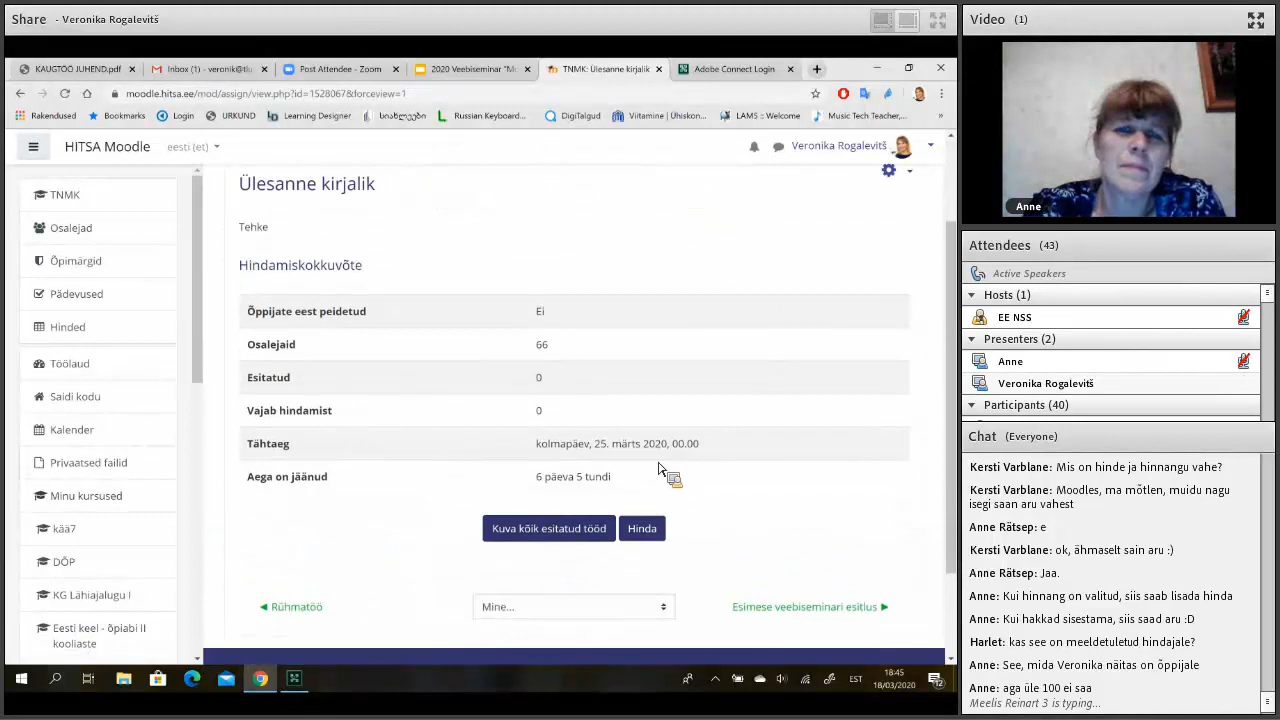 Share - Veronika Rogalevitš
KAUGTÖÖ JUHEND.pdf
Inbox (1) - veronik@tlu
Post Attendee - Zoom
2020 Veebiseminar "Mo
TNMK: Ülesanne kirjalik
Adobe Connect Login
moodle.hitsa.ee/mod/assign/view.php?id=1528067&forceview=1
Rakendused
Bookmarks
Login
URKUND
Learning Designer
სიახლეები
Russian Keyboard...
DigiTalgud
Viitamine | Ühiskon...
LAMS :: Welcome
Music Tech Teacher,...
HITSA Moodle
eesti (et)
Veronika Rogalevitš
TNMK
Osalejad
Õpimärgid
Pädevused
Hinded
Töölaud
Saidi kodu
Kalender
Privaatsed failid
Minu kursused
kää7
DÕP
KG Lähiajalugu I
Eesti keel - õpiabi II
kooliaste
Ülesanne kirjalik
Tehke
Hindamiskokkuvõte
Õppijate eest peidetud Ei
Osalejaid 66
Esitatud 0
Vajab hindamist 0
Tähtaeg kolmapäev, 25. märts 2020, 00.00
Aega on jäänud 6 päeva 5 tundi
Kuva kõik esitatud tööd
Hinda
◀ Rühmatöö
Mine...
Esimese veebiseminari esitlus ▶
EST
18:45
18/03/2020
12
Video (1)
Anne
Attendees (43)
Active Speakers
Hosts (1)
EE NSS
Presenters (2)
Anne
Veronika Rogalevitš
Participants (40)
Chat (Everyone)
Kersti Varblane: Mis on hinde ja hinnangu vahe?
Kersti Varblane: Moodles, ma mõtlen, muidu nagu
isegi saan aru vahest
Anne Rätsep: e
Kersti Varblane: ok, ähmaselt sain aru :)
Anne Rätsep: Jaa.
Anne: Kui hinnang on valitud, siis saab lisada hinda
Anne: Kui hakkad sisestama, siis saad aru :D
Harlet: kas see on meeldetuletud hindajale?
Anne: See, mida Veronika näitas on õppijale
Anne: aga üle 100 ei saa
Meelis Reinart 3 is typing...